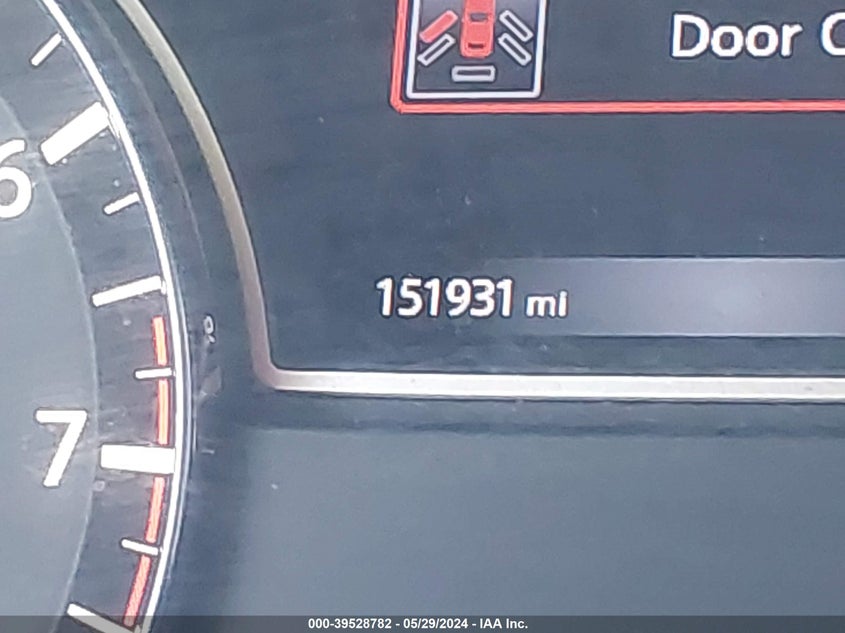 Door
6
151931 mi
7
000-39528782 - 05/29/2024 - IAA Inc.